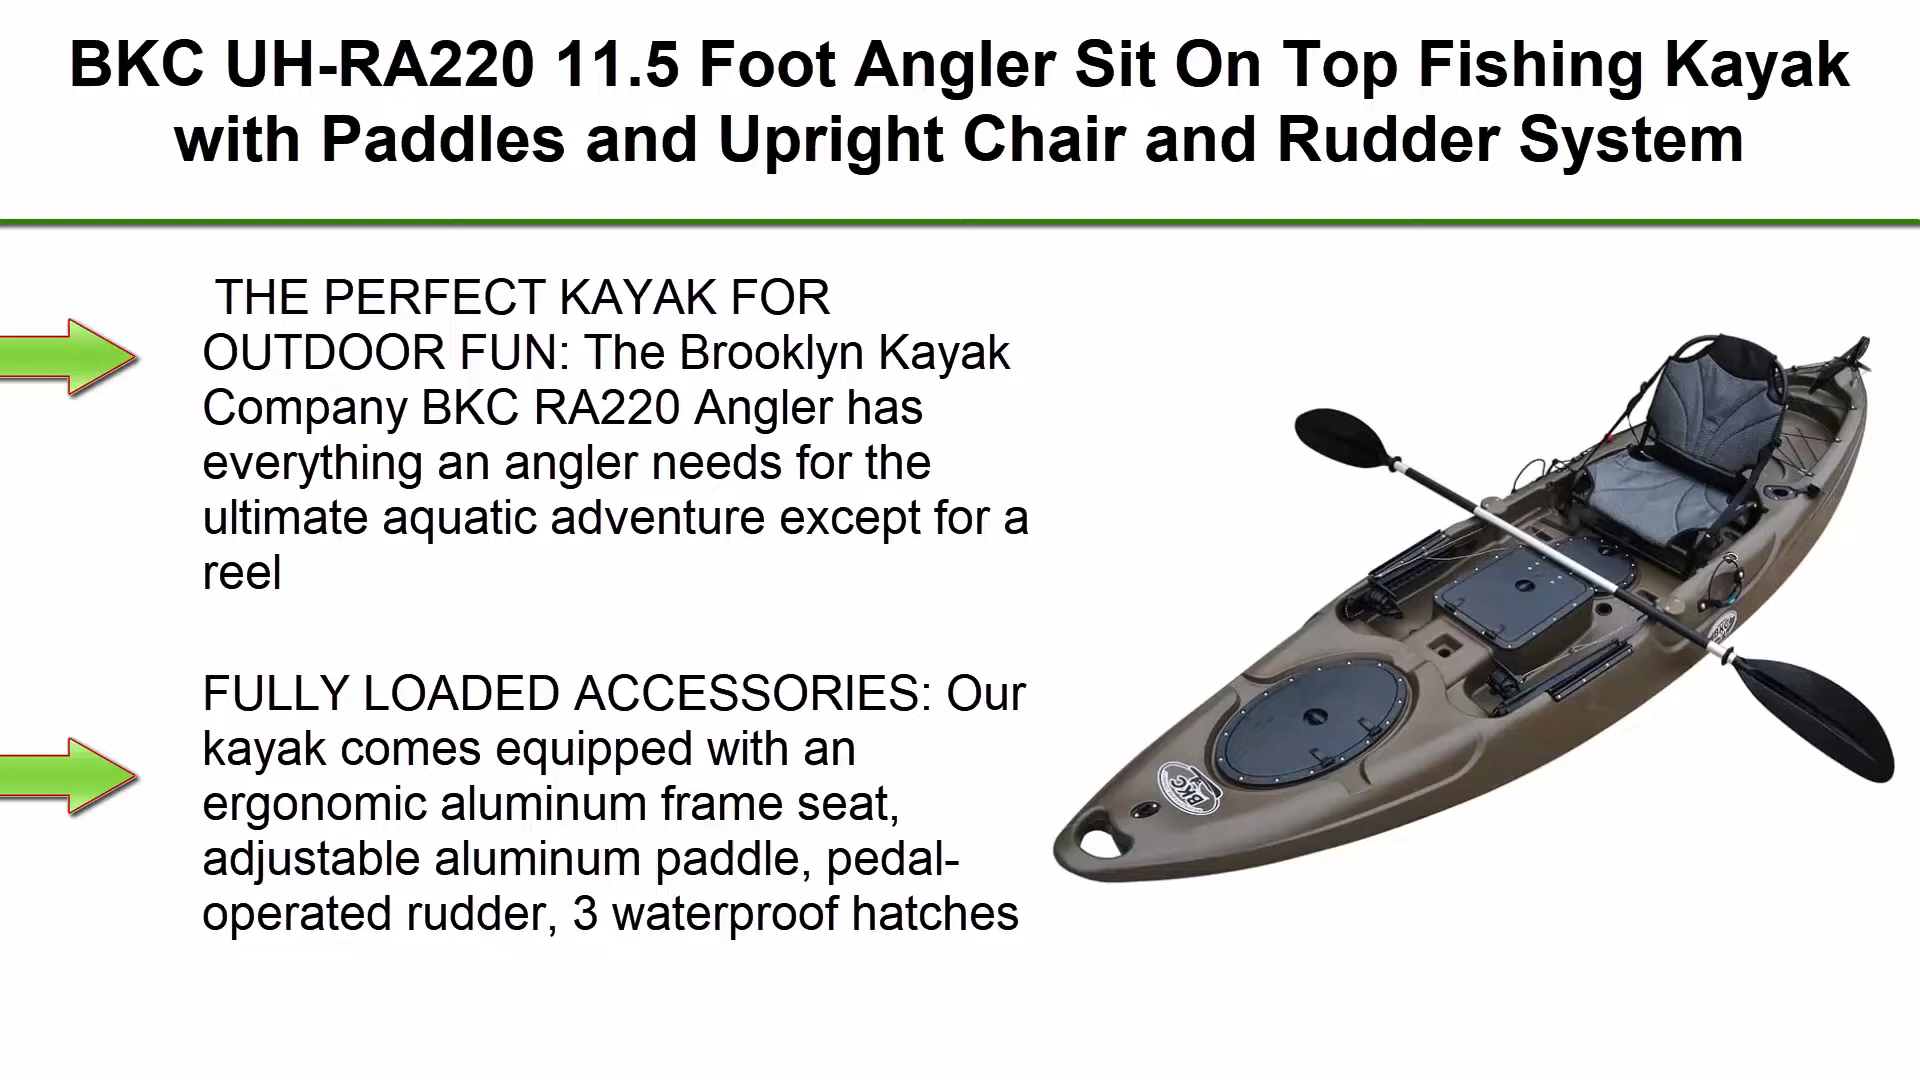 BKC UH-RA220 11.5 Foot Angler Sit On Top Fishing Kayak
with Paddles and Upright Chair and Rudder System
THE PERFECT KAYAK FOR
OUTDOOR FUN: The Brooklyn Kayak
Company BKC RA220 Angler has
everything an angler needs for the
ultimate aquatic adventure except for a
reel
FULLY LOADED ACCESSORIES: Our
kayak comes equipped with an
ergonomic aluminum frame seat,
adjustable aluminum paddle, pedal-
operated rudder, 3 waterproof hatches
BKC
BKC